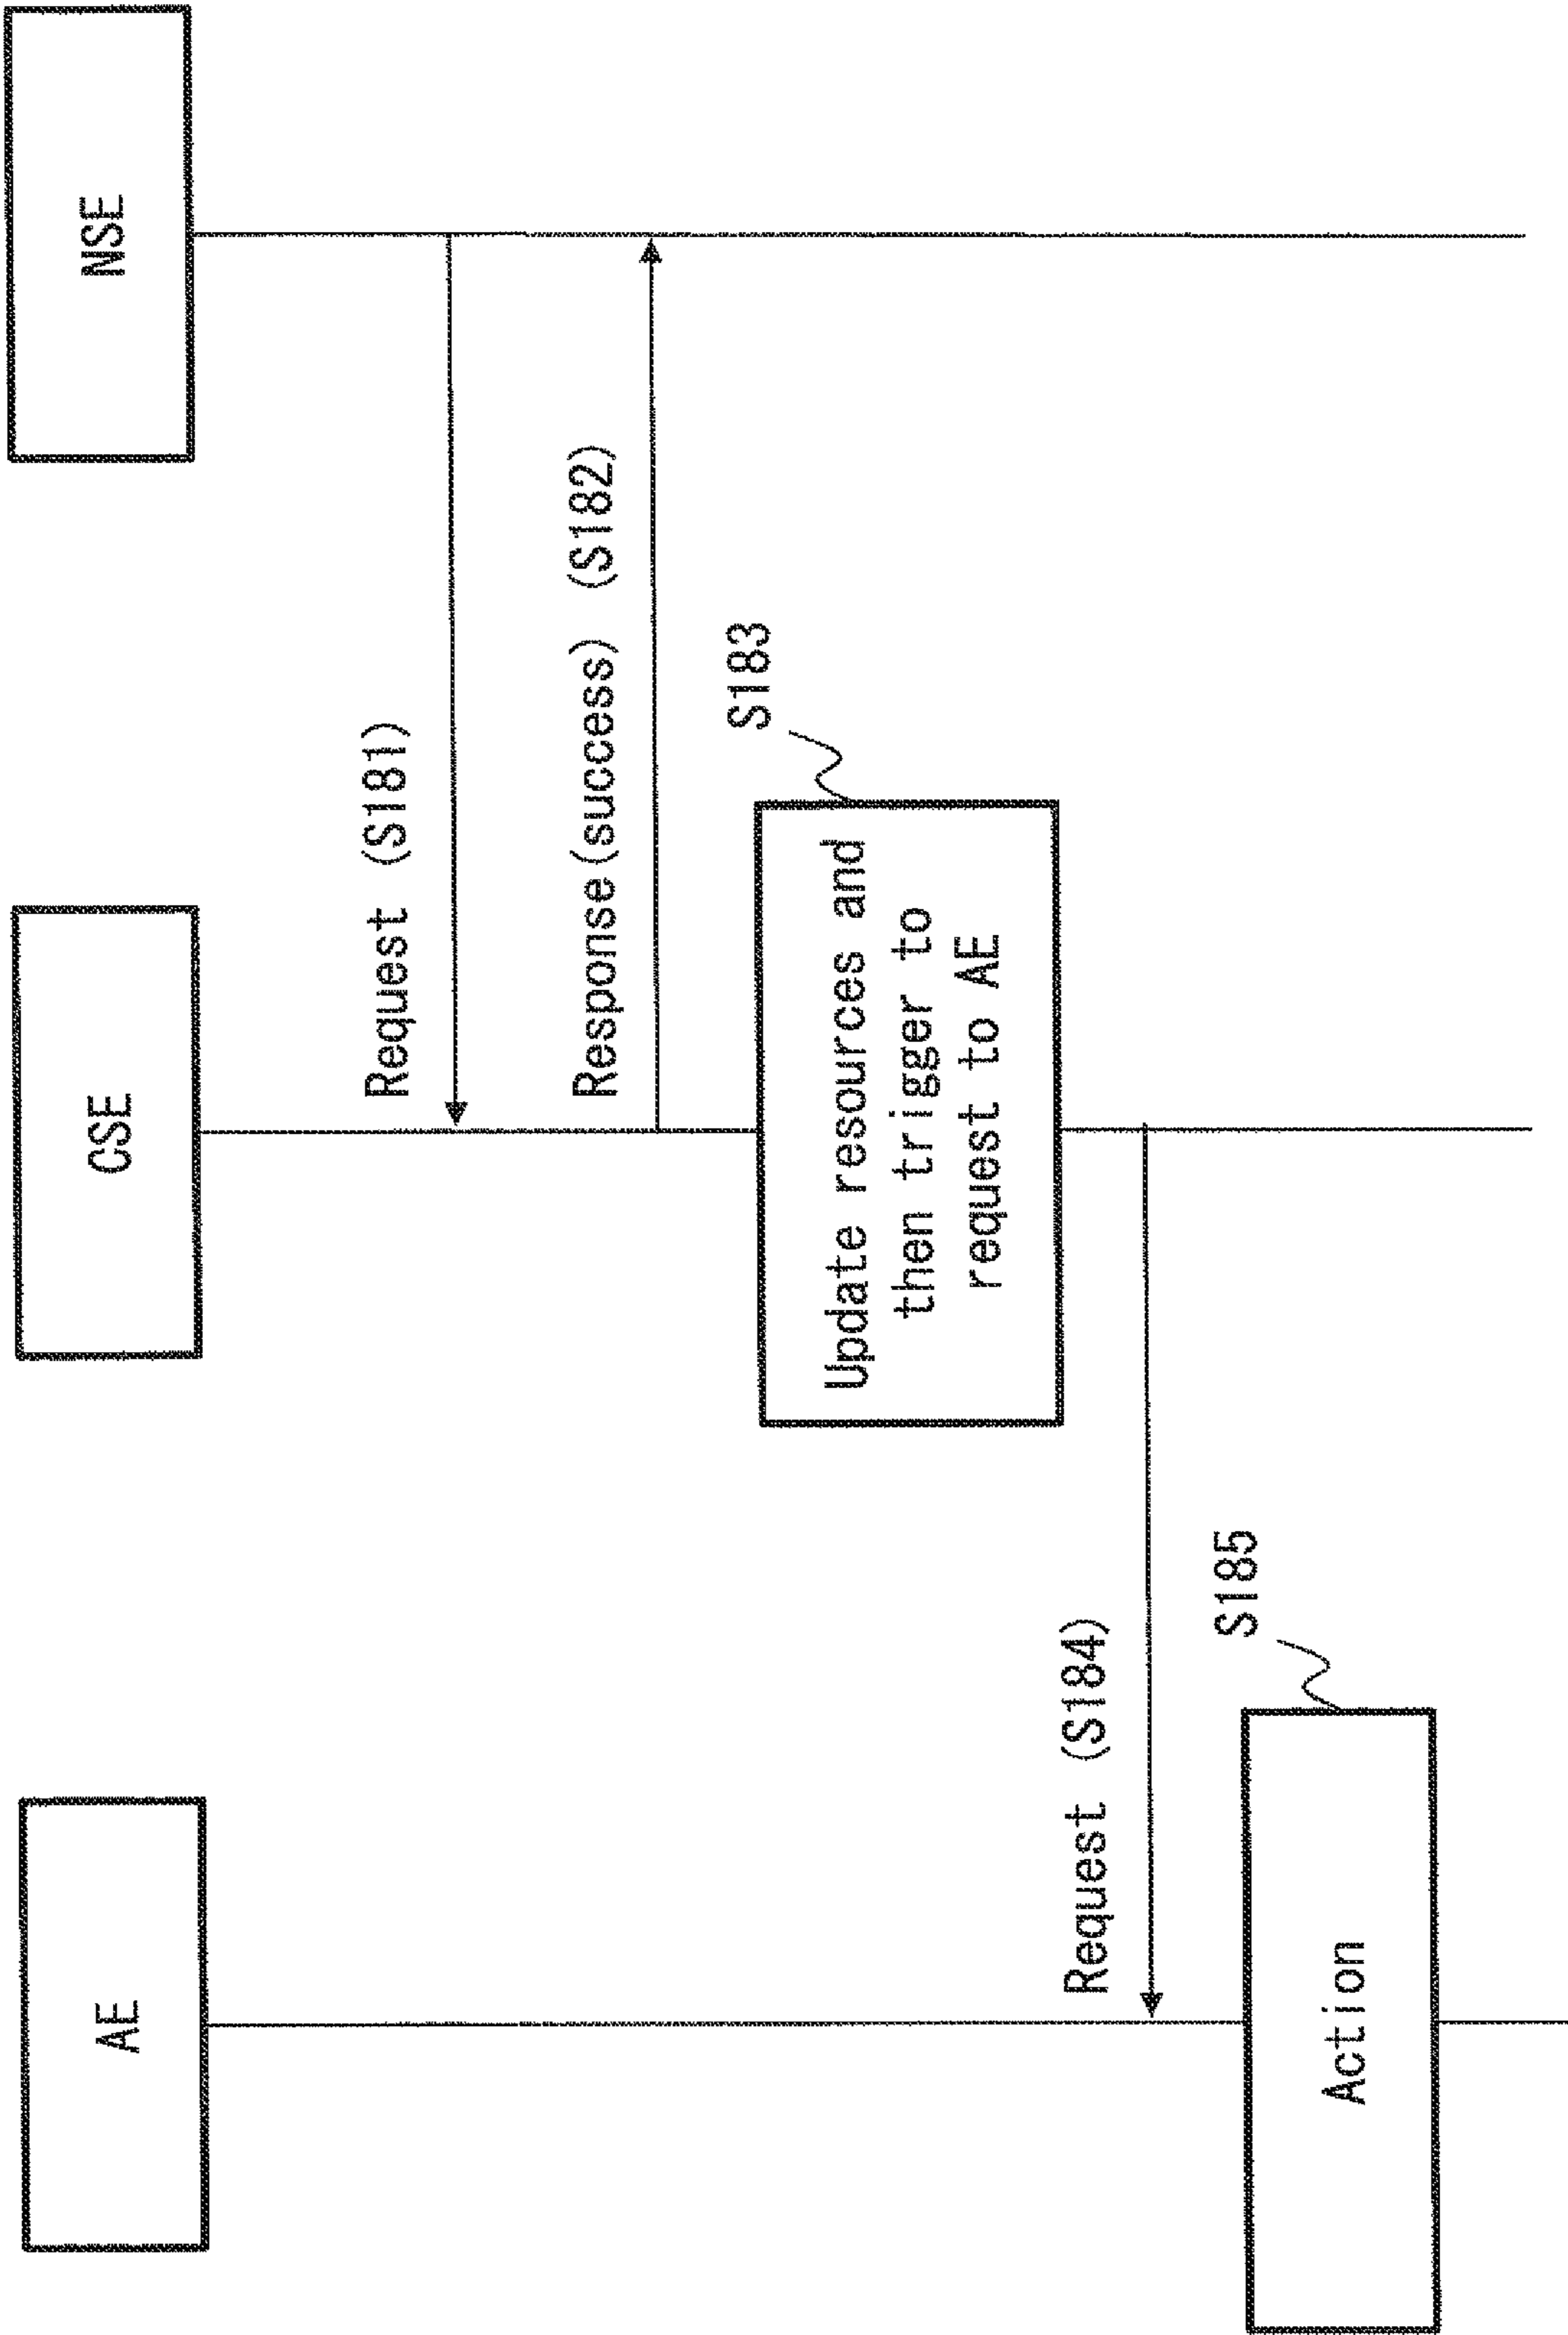 AE
CSE
NSE
Request (S181)
Response(success) (S182)
S183
Update resources and
then trigger to
request to AE
Request (S184)
S185
Action